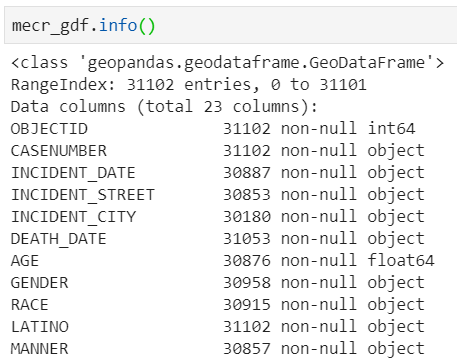 mecr_gdf.info()
<class 'geopandas.geodataframe.GeoDataFrame'>
RangeIndex: 31102 entries, 0 to 31101
Data columns (total 23 columns):
OBJECTID 31102 non-null int64
CASENUMBER 31102 non-null object
INCIDENT_DATE 30887 non-null object
INCIDENT_STREET 30853 non-null object
INCIDENT_CITY 30180 non-null object
DEATH_DATE 31053 non-null object
AGE 30876 non-null float64
GENDER 30958 non-null object
RACE 30915 non-null object
LATINO 31102 non-null object
MANNER 30857 non-null object